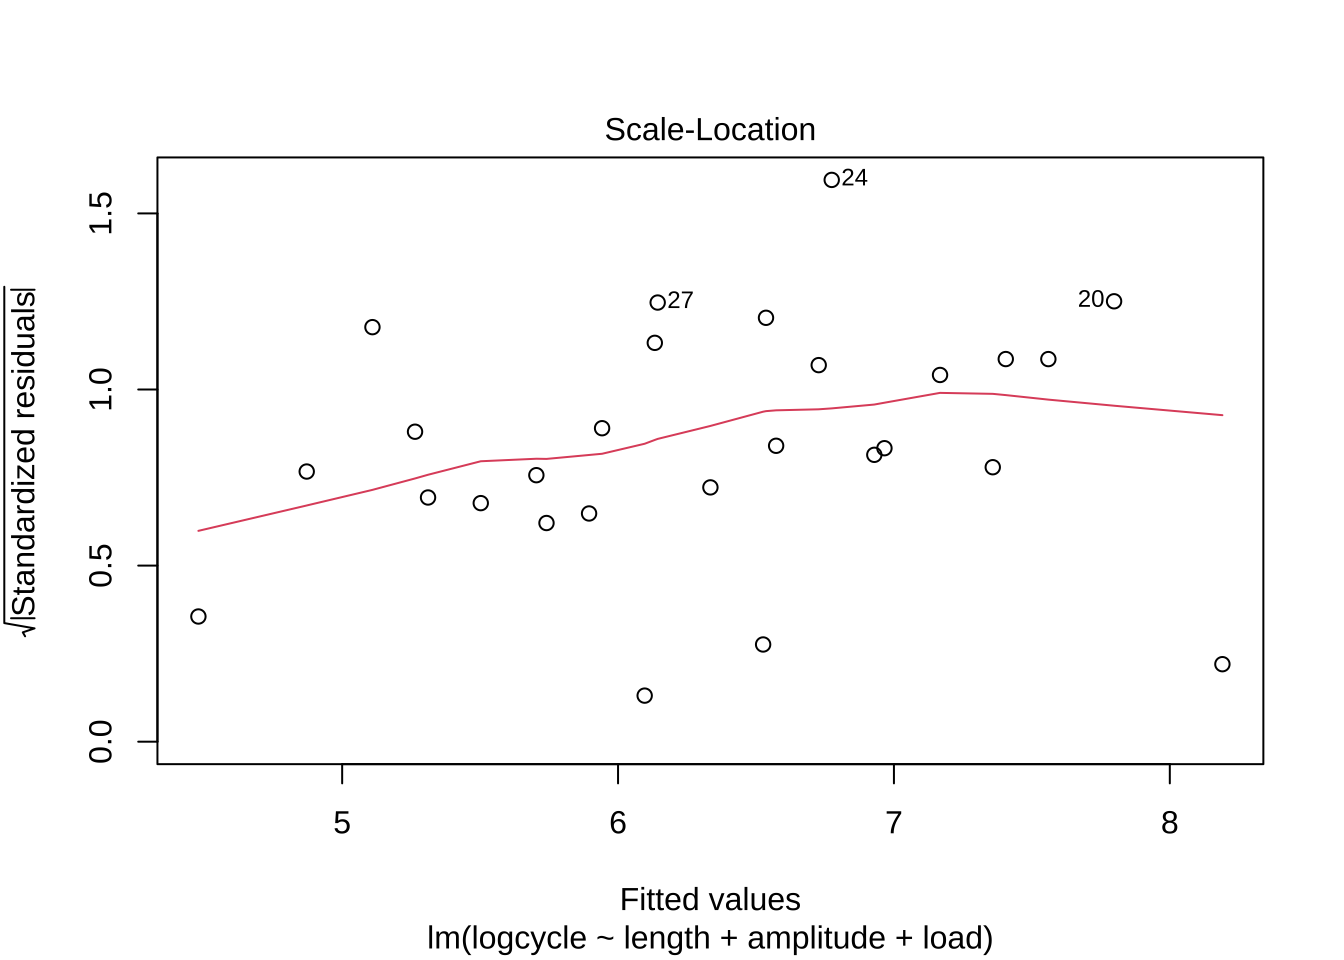 Scale-Location
√|Standardized residuals|
1.5
1.0
0.5
0.0
24
27
20
5 6 7 8
Fitted values
lm(logcycle ~ length + amplitude + load)